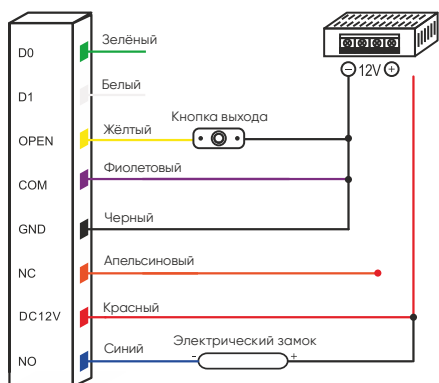 D0
Зелёный
D1
Белый
OPEN
Жёлтый
Кнопка выхода
COM
Фиолетовый
GND
Черный
NC
Апельсиновый
DC12V
Красный
NO
Синий
Электрический замок
- +
− 12V +